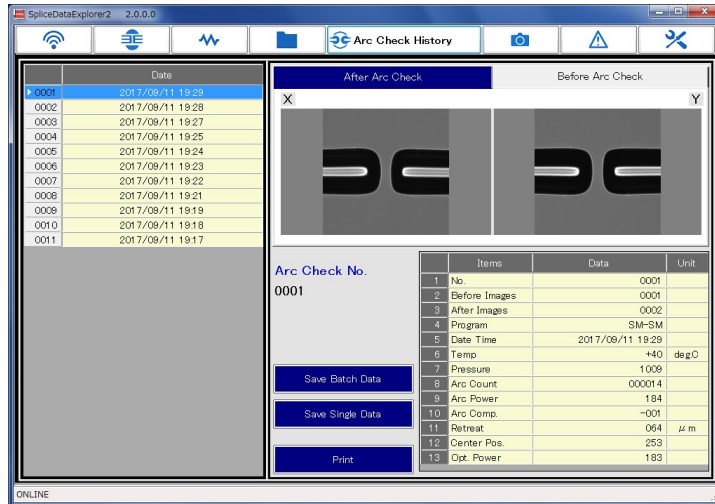 SpliceDataExplorer2 2.0.0.0
Arc Check History
Date
0001 2017/09/11 19:29
0002 2017/09/11 19:28
0003 2017/09/11 19:27
0004 2017/09/11 19:25
0005 2017/09/11 19:24
0006 2017/09/11 19:23
0007 2017/09/11 19:22
0008 2017/09/11 19:21
0009 2017/09/11 19:19
0010 2017/09/11 19:18
0011 2017/09/11 19:17
After Arc Check Before Arc Check
X Y
Arc Check No.
0001
Save Batch Data
Save Single Data
Print
Items Data Unit
1 No. 0001
2 Before Images 0001
3 After Images 0002
4 Program SM-SM
5 Date Time 2017/09/11 19:29
6 Temp +40 deg.C
7 Pressure 1009
8 Arc Count 000014
9 Arc Power 184
10 Arc Comp. -001
11 Retreat 064 μm
12 Center Pos. 253
13 Opt. Power 183
ONLINE